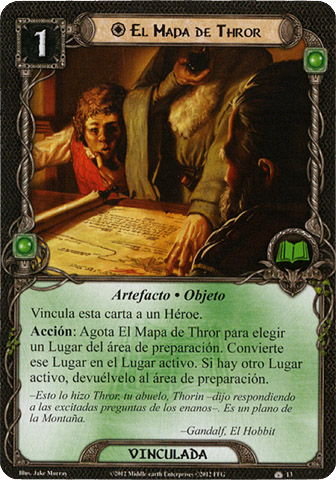 1
El Mapa de Thror
Artefacto • Objeto
Vincula esta carta a un Héroe.
Acción: Agota El Mapa de Thror para elegir
un Lugar del área de preparación. Convierte
ese Lugar en el Lugar activo. Si hay otro Lugar
activo, devuélvelo al área de preparación.
–Esto lo hizo Thror, tu abuelo, Thorin –dijo respondiendo
a las excitadas preguntas de los enanos–. Es un plano de
la Montaña.
–Gandalf, El Hobbit
Illus. Jake Murray
©2012 Middle-earth Enterprises ©2012 FFG
13
VINCULADA